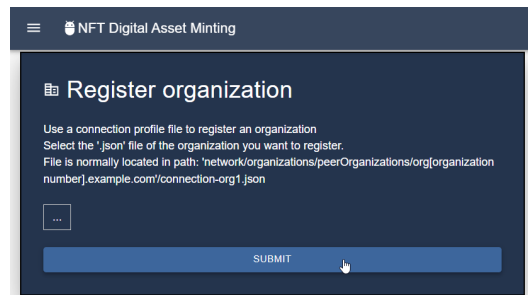 NFT Digital Asset Minting
Register organization
Use a connection profile file to register an organization
Select the '.json' file of the organization you want to register.
File is normally located in path: 'network/organizations/peerOrganizations/org[organization
number].example.com'/connection-org1.json
...
SUBMIT